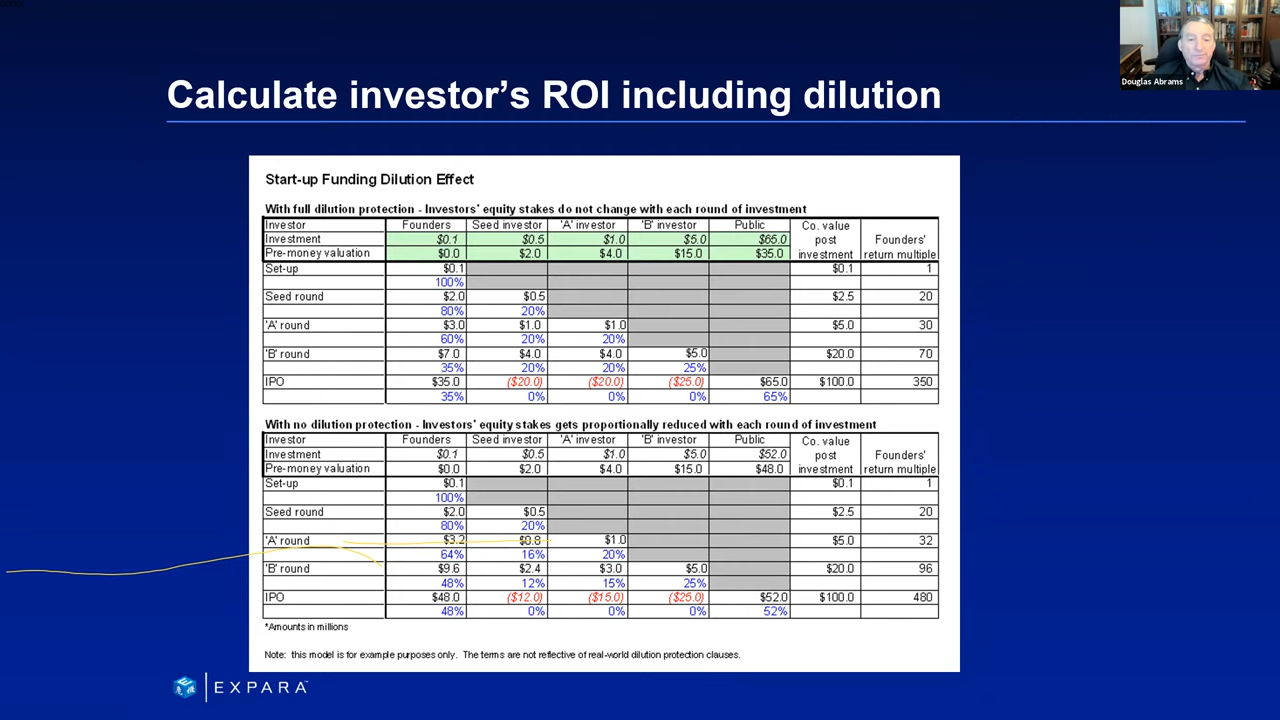 Douglas Abrams
Calculate investor's ROI including dilution
Start-up Funding Dilution Effect
With full dilution protection - Investors' equity stakes do not change with each round of investment
Investor Founders Seed investor 'A' investor 'B' investor Public Co. value post investment Founders' return multiple
Investment $0.1 $0.5 $1.0 $5.0 $65.0
Pre-money valuation $0.0 $2.0 $4.0 $15.0 $35.0
Set-up $0.1 $0.1 1
100%
Seed round $2.0 $0.5 $2.5 20
80% 20%
'A' round $3.0 $1.0 $1.0 $5.0 30
60% 20% 20%
'B' round $7.0 $4.0 $4.0 $5.0 $20.0 70
35% 20% 20% 25%
IPO $35.0 ($20.0) ($20.0) ($25.0) $65.0 $100.0 350
35% 0% 0% 0% 65%
With no dilution protection - Investors' equity stakes gets proportionally reduced with each round of investment
Investor Founders Seed investor 'A' investor 'B' investor Public Co. value post investment Founders' return multiple
Investment $0.1 $0.5 $1.0 $5.0 $52.0
Pre-money valuation $0.0 $2.0 $4.0 $15.0 $48.0
Set-up $0.1 $0.1 1
100%
Seed round $2.0 $0.5 $2.5 20
80% 20%
'A' round $3.2 $0.8 $1.0 $5.0 32
64% 16% 20%
'B' round $9.6 $2.4 $3.0 $5.0 $20.0 96
48% 12% 15% 25%
IPO $48.0 ($12.0) ($15.0) ($25.0) $52.0 $100.0 480
48% 0% 0% 0% 52%
*Amounts in millions
Note: this model is for example purposes only. The terms are not reflective of real-world dilution protection clauses.
EXPARA